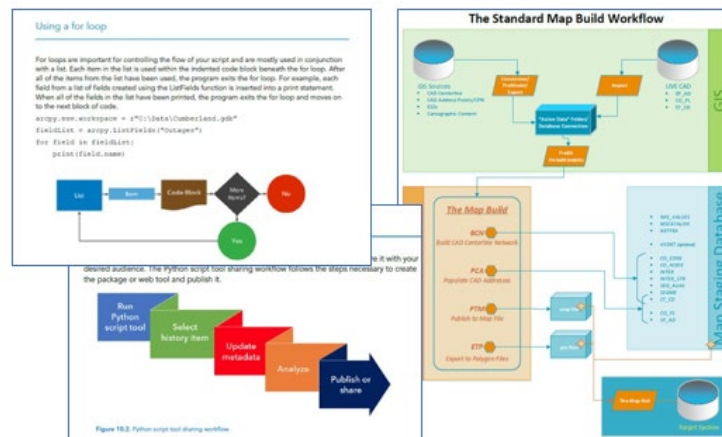 Using a for loop
For loops are important for controlling the flow of your script and are mostly used in conjunction
with a list. Each item in the list is used within the indented code block beneath the for loop. After
all of the items from the list have been used, the program exits the for loop. For example, each
field from a list of fields created using the ListFields function is inserted into a print statement.
When all of the fields in the list have been printed, the program exits the for loop and moves on
to the next block of code.
arcpy.env.workspace = r"C:\Data\Cumberland.gdb"
fieldList = arcpy.ListFields("Outages")
for field in fieldList:
print(field.name)
List
Item
Code Block
More
Items?
No
Yes
re it with your
desired audience. The Python script tool sharing workflow follows the steps necessary to create
the package or web tool and publish it.
Run
Python
script tool
Select
history item
Update
metadata
Analyze
Publish or
share
Figure 10.2. Python script tool sharing workflow.
The Standard Map Build Workflow
GIS Sources
CAD Centerline
ESZs
Cartographic Content
Export
Import
LIVE CAD
GIS
"Active Data" Folder/
Database Connection
The Map Build
BCN
Build CAD Centerline Network
PCA
Populate CAD Addresses
PTM
Publish to Map File
ETP
Export to Polygon Files
Map Staging Database
The Map Roll